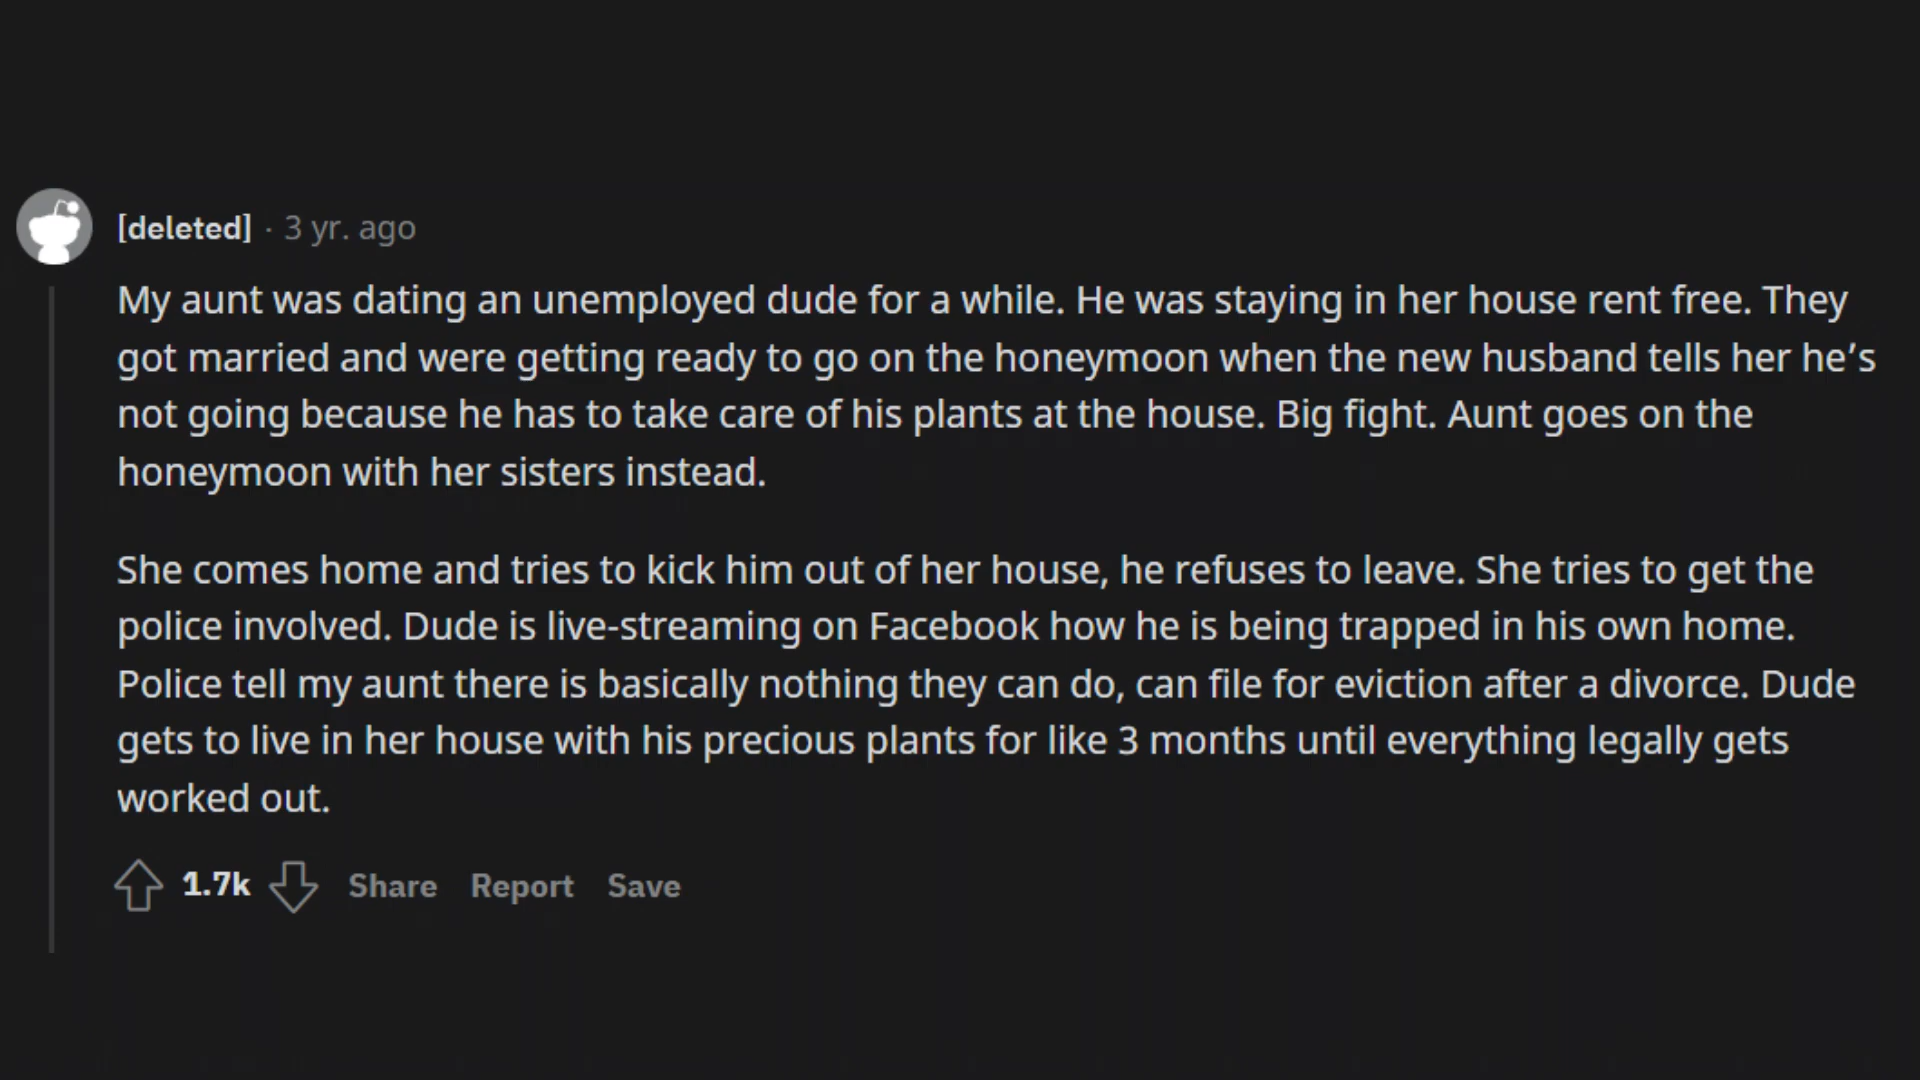 [deleted] · 3 yr. ago
My aunt was dating an unemployed dude for a while. He was staying in her house rent free. They
got married and were getting ready to go on the honeymoon when the new husband tells her he’s
not going because he has to take care of his plants at the house. Big fight. Aunt goes on the
honeymoon with her sisters instead.
She comes home and tries to kick him out of her house, he refuses to leave. She tries to get the
police involved. Dude is live-streaming on Facebook how he is being trapped in his own home.
Police tell my aunt there is basically nothing they can do, can file for eviction after a divorce. Dude
gets to live in her house with his precious plants for like 3 months until everything legally gets
worked out.
1.7k Share Report Save